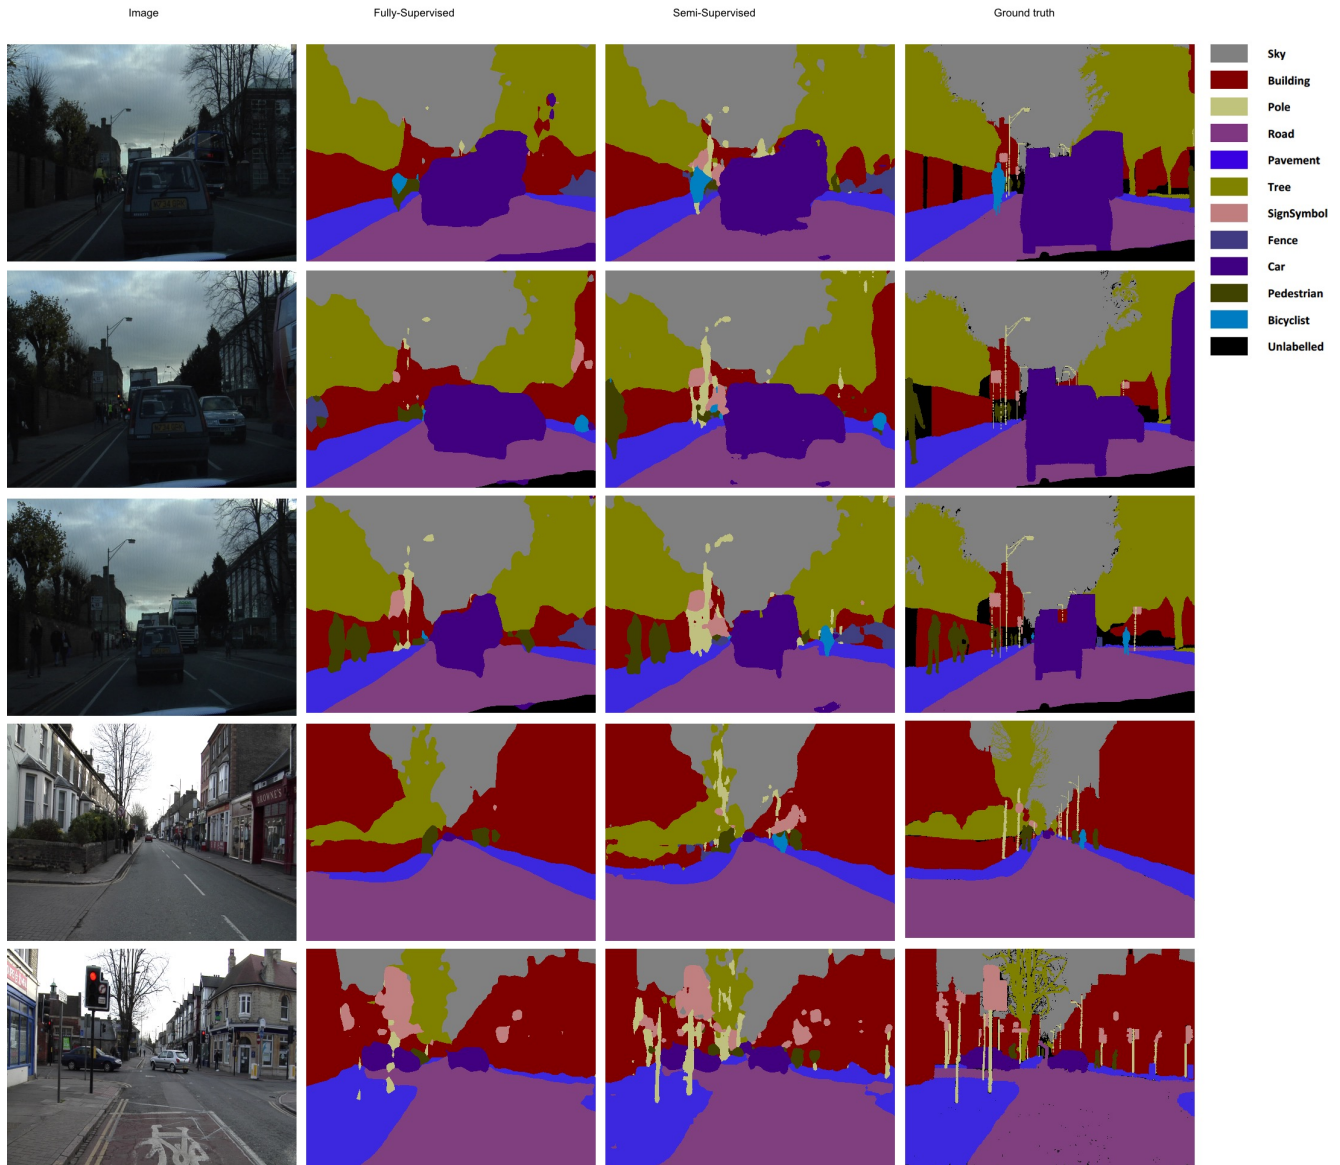 Image
Fully-Supervised
Semi-Supervised
Ground truth
Sky
Building
Pole
Road
Pavement
Tree
SignSymbol
Fence
Car
Pedestrian
Bicyclist
Unlabelled
BROWNE'S